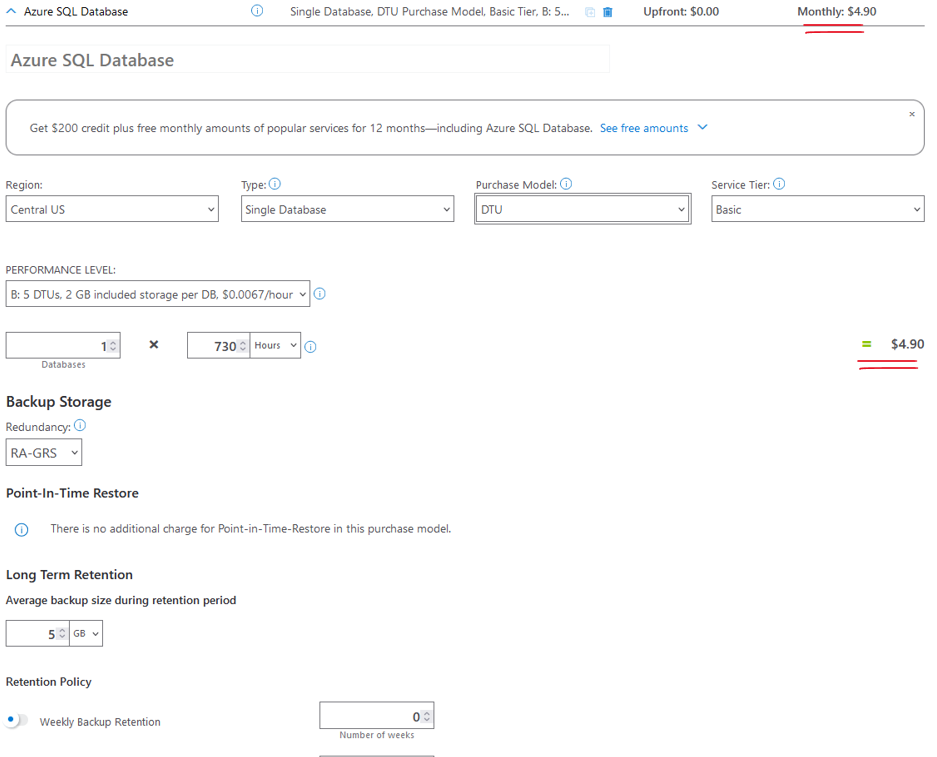 Azure SQL Database Single Database, DTU Purchase Model, Basic Tier, B: 5... Upfront: $0.00 Monthly: $4.90
Azure SQL Database
Get $200 credit plus free monthly amounts of popular services for 12 months—including Azure SQL Database. See free amounts
Region: Type: Purchase Model: Service Tier:
Central US Single Database DTU Basic
PERFORMANCE LEVEL:
B: 5 DTUs, 2 GB included storage per DB, $0.0067/hour
1 × 730 Hours = $4.90
Databases
Backup Storage
Redundancy:
RA-GRS
Point-In-Time Restore
There is no additional charge for Point-in-Time-Restore in this purchase model.
Long Term Retention
Average backup size during retention period
5 GB
Retention Policy
Weekly Backup Retention 0
Number of weeks